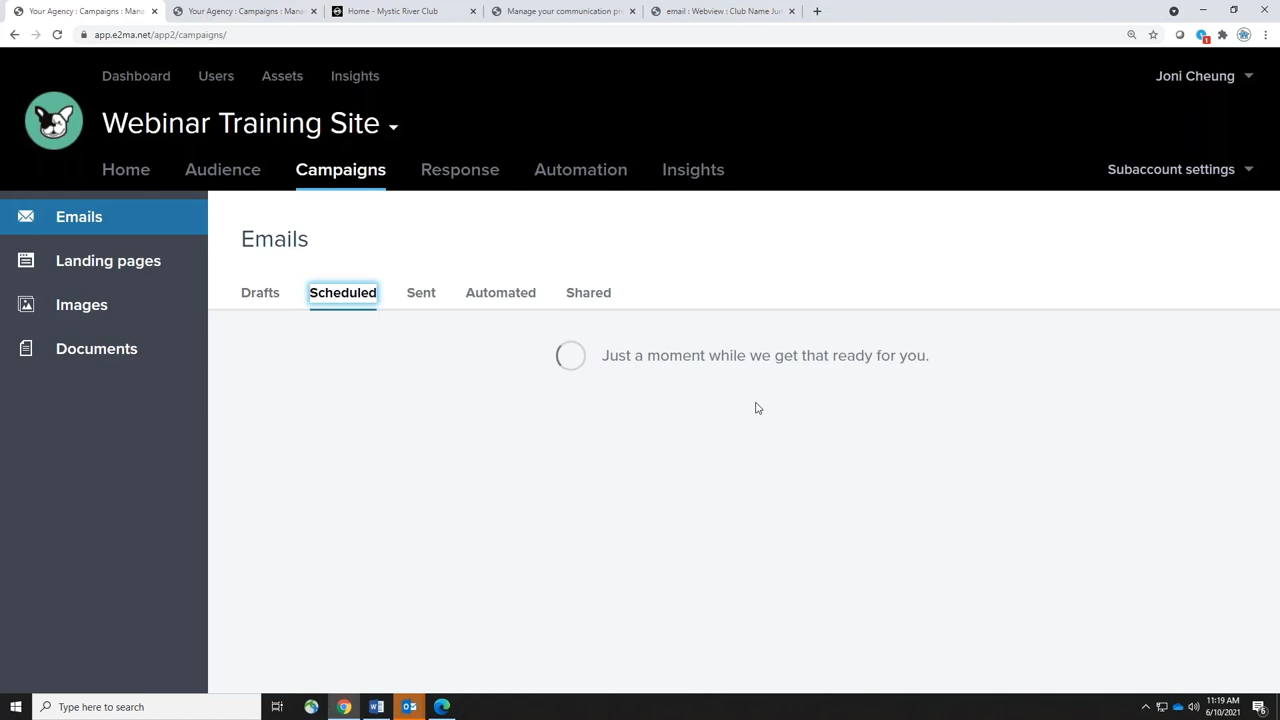 Your Agency : Campaigns : Mana
Your Agency : Campaigns : Mana
Home - Mystic River Club
Manage your communication pr
email : Webview : Club Name Jun
app.e2ma.net/app2/campaigns/
1
Dashboard
Users
Assets
Insights
Joni Cheung
Webinar Training Site
Home
Audience
Campaigns
Response
Automation
Insights
Subaccount settings
Emails
Landing pages
Images
Documents
Emails
Drafts
Scheduled
Sent
Automated
Shared
Just a moment while we get that ready for you.
Type here to search
11:19 AM
6/10/2021